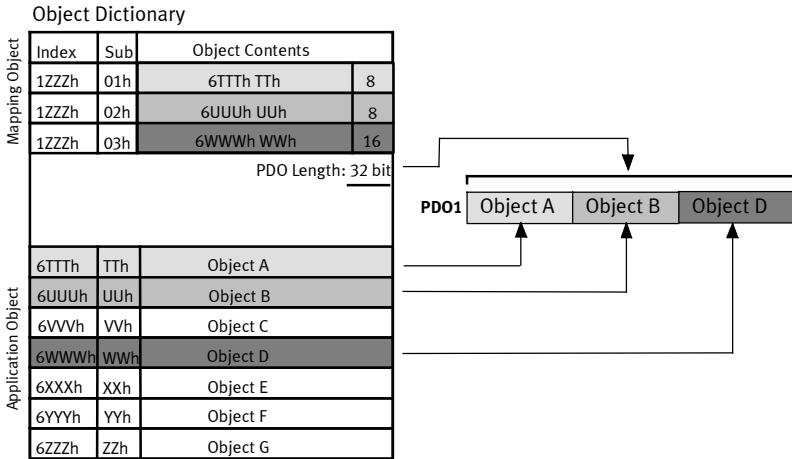 Object Dictionary
Mapping Object
Index Sub Object Contents
1ZZZh 01h 6TTTh TTh 8
1ZZZh 02h 6UUUh UUh 8
1ZZZh 03h 6WWWh WWh 16
PDO Length: 32 bit
PDO1 Object A Object B Object D
Application Object
6TTTh TTh Object A
6UUUh UUh Object B
6VVVh VVh Object C
6WWWh WWh Object D
6XXXh XXh Object E
6YYYh YYh Object F
6ZZZh ZZh Object G